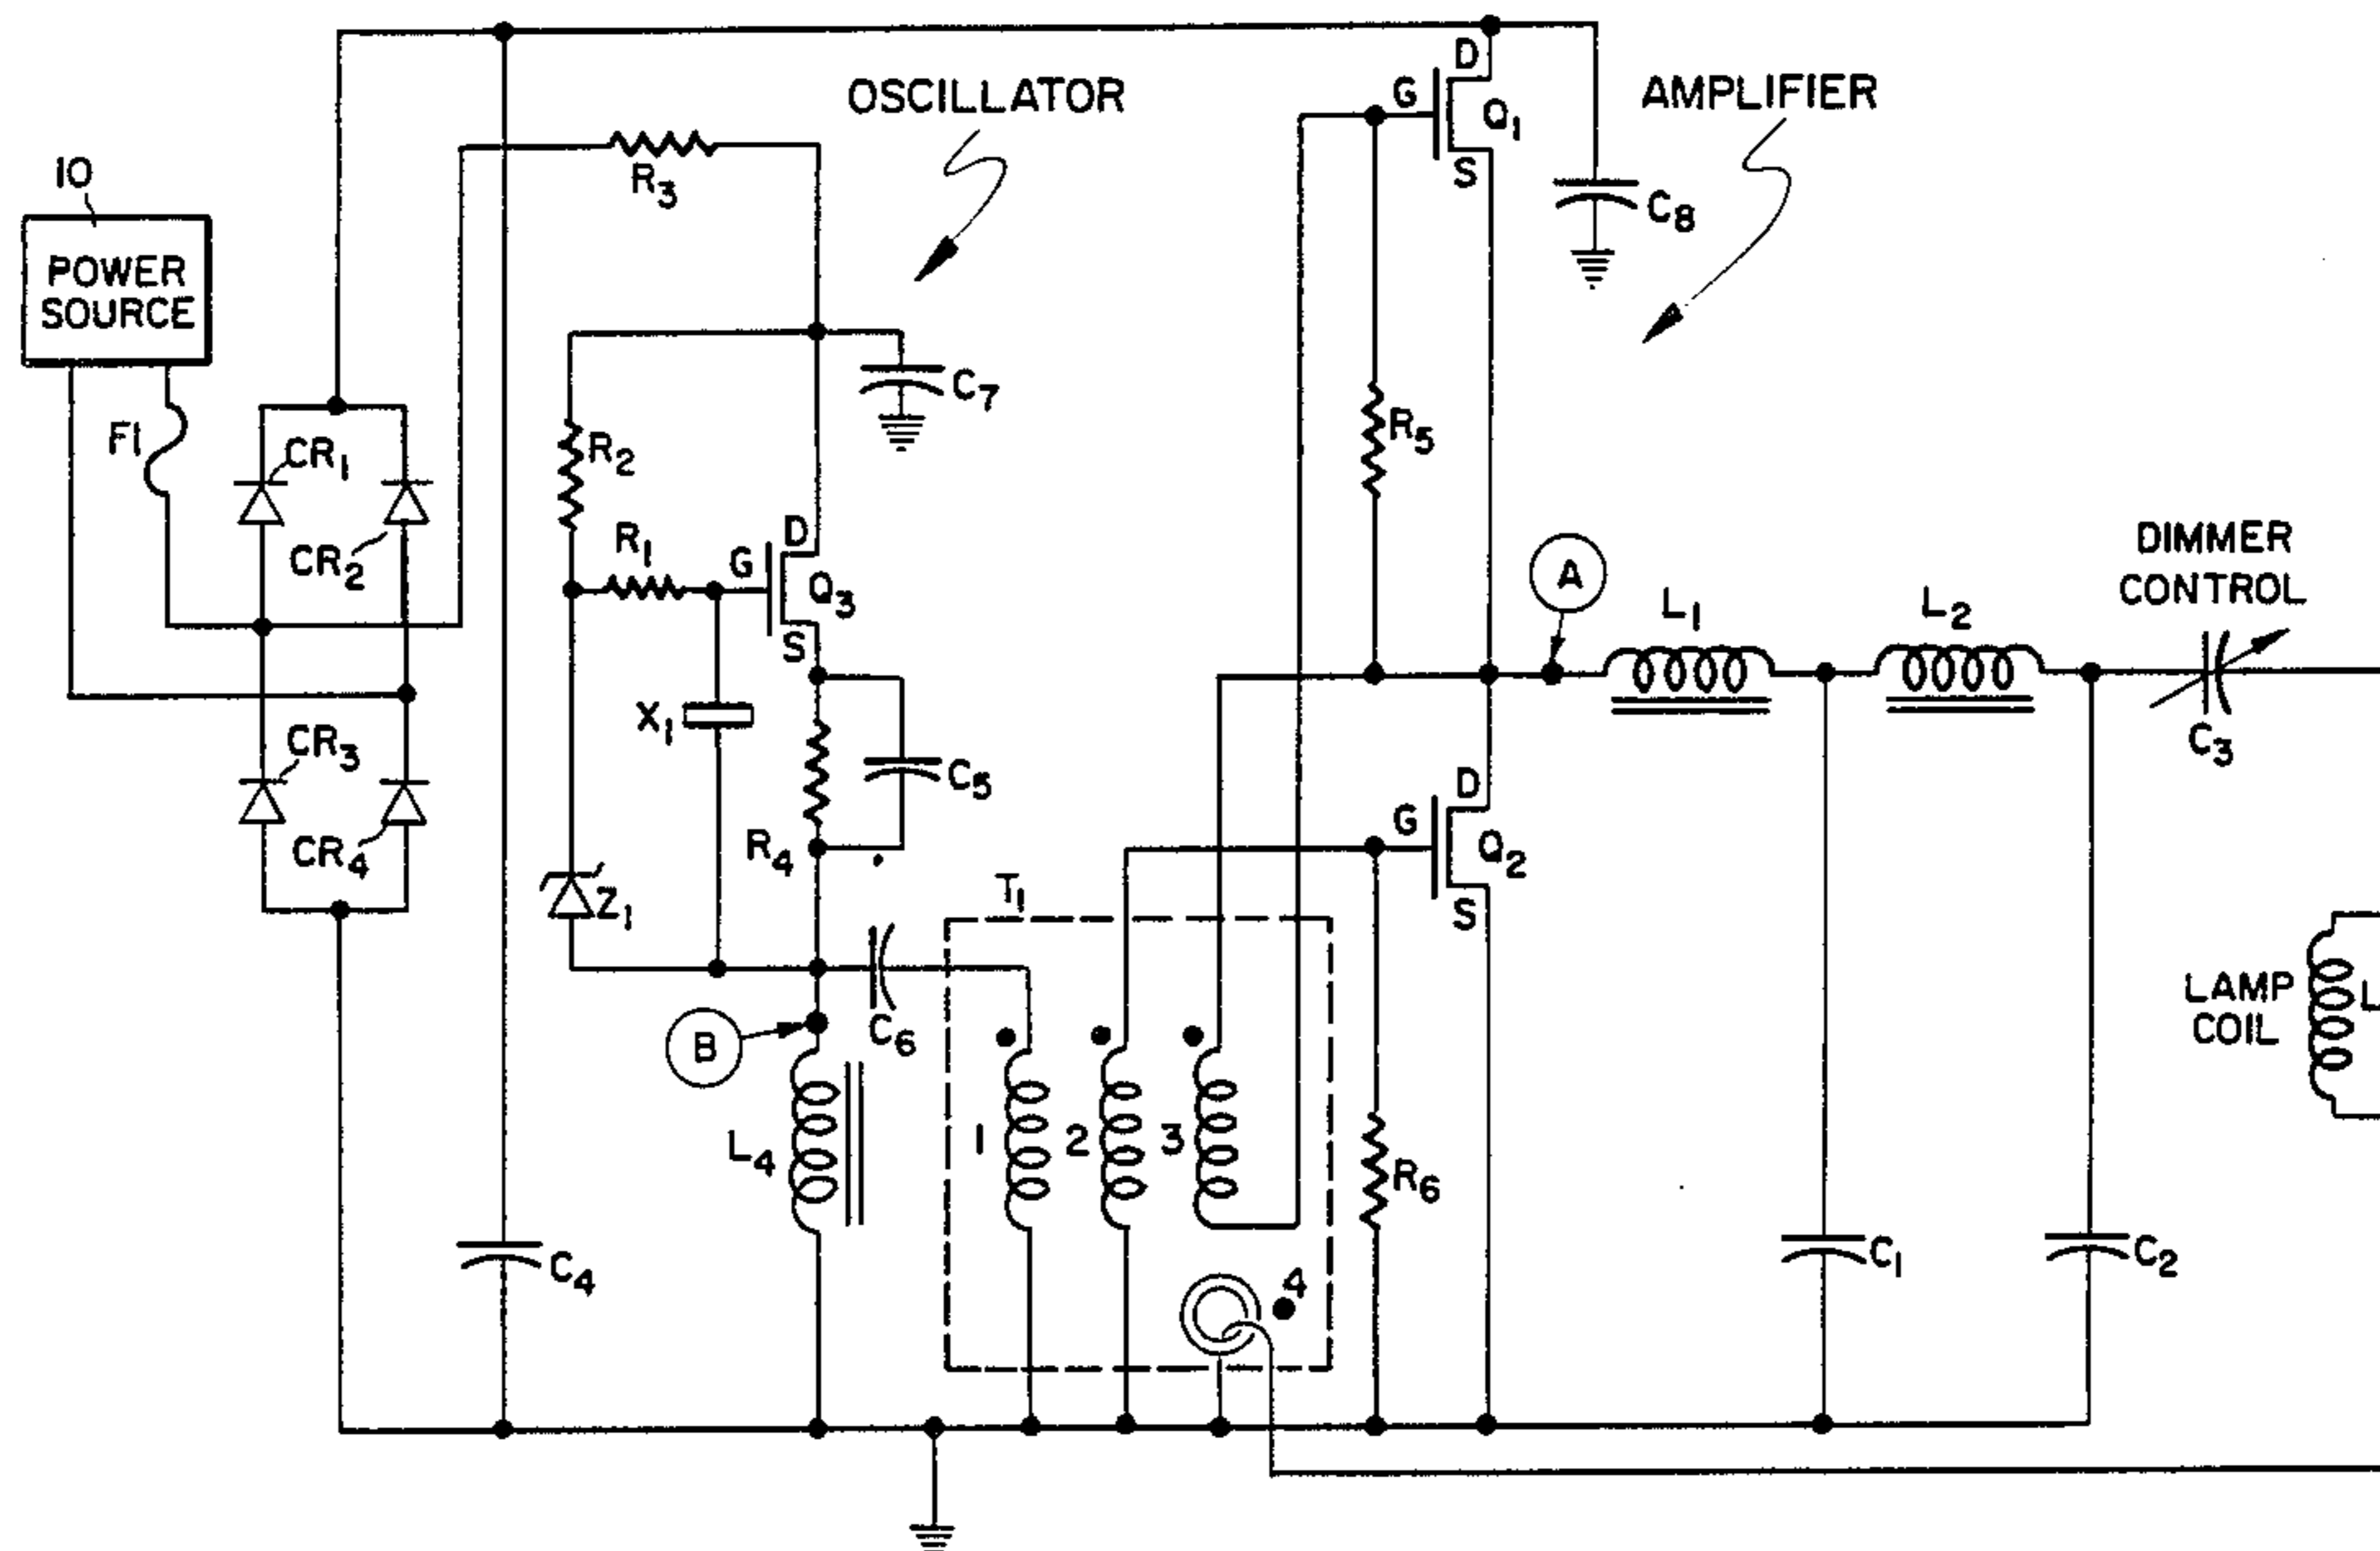 OSCILLATOR
AMPLIFIER
10
POWER
SOURCE
F1
CR1
CR2
CR3
CR4
R3
C7
R2
R1
G
D
Q3
S
X1
Z1
R4
C5
B
L4
C6
C4
T1
1
2
3
4
D
G
Q1
S
C8
R5
A
D
G
Q2
S
R6
L1
L2
DIMMER
CONTROL
C3
C1
C2
LAMP
COIL
L